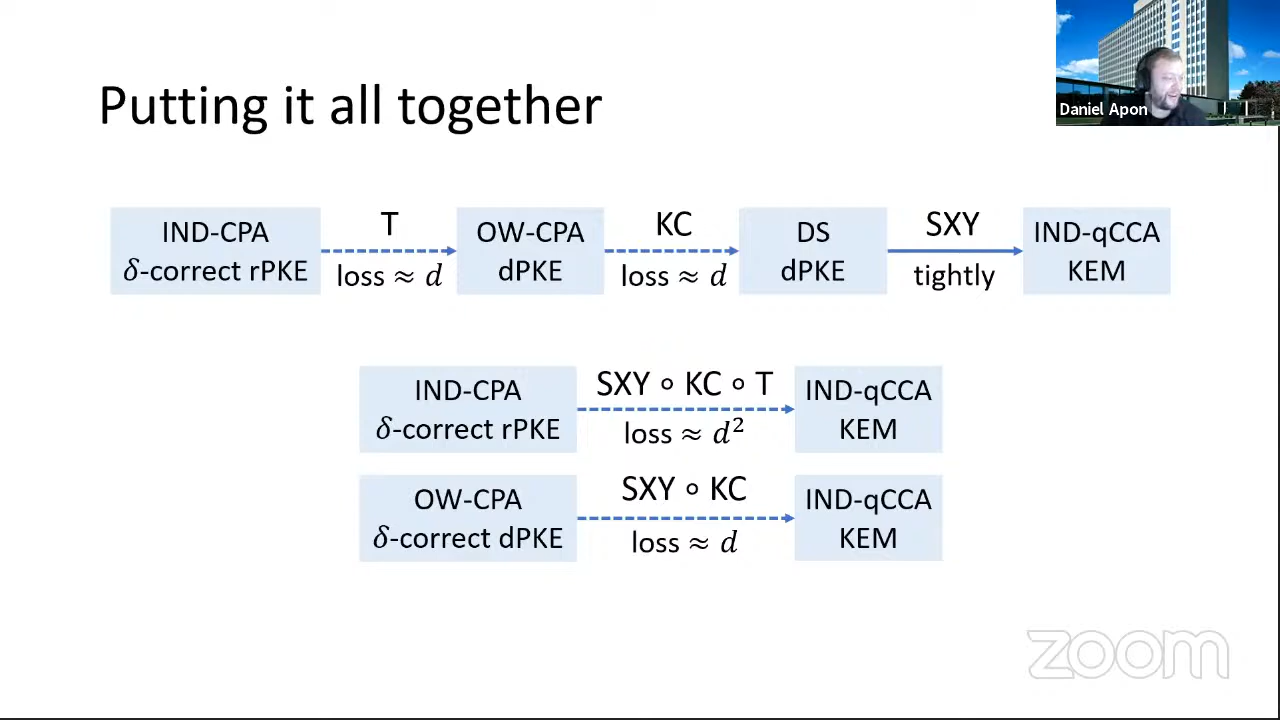 Daniel Apon
Putting it all together
IND-CPA
δ-correct rPKE
T
loss ≈ d
OW-CPA
dPKE
KC
loss ≈ d
DS
dPKE
SXY
tightly
IND-qCCA
KEM
IND-CPA
δ-correct rPKE
SXY ∘ KC ∘ T
loss ≈ d²
IND-qCCA
KEM
OW-CPA
δ-correct dPKE
SXY ∘ KC
loss ≈ d
IND-qCCA
KEM
zoom